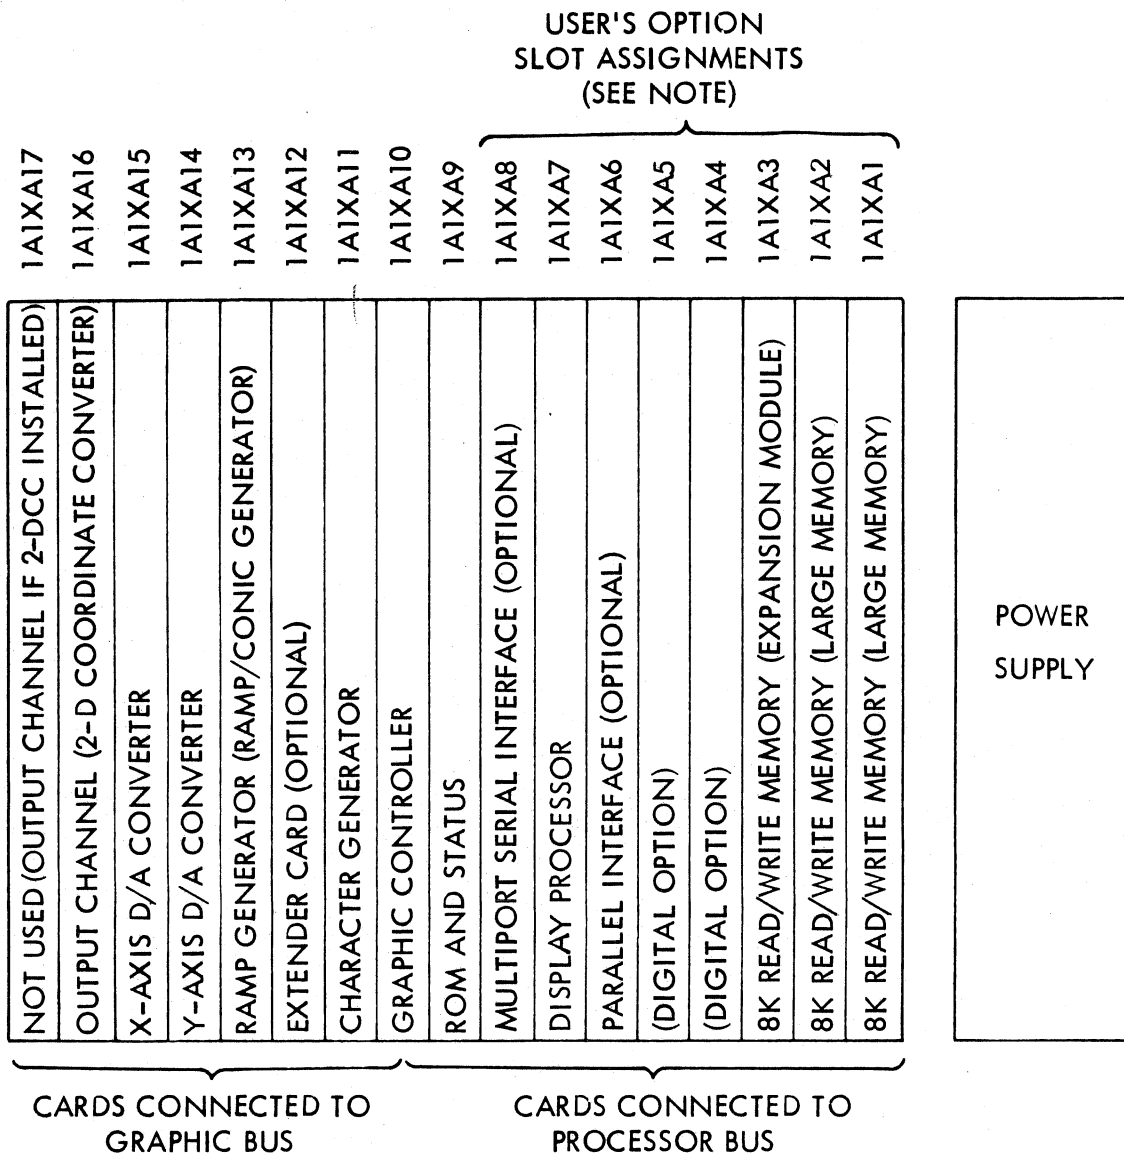 USER'S OPTION
SLOT ASSIGNMENTS
(SEE NOTE)
1A1XA17
1A1XA16
1A1XA15
1A1XA14
1A1XA13
1A1XA12
1A1XA11
1A1XA10
1A1XA9
1A1XA8
1A1XA7
1A1XA6
1A1XA5
1A1XA4
1A1XA3
1A1XA2
1A1XA1
NOT USED (OUTPUT CHANNEL IF 2-DCC INSTALLED)
OUTPUT CHANNEL (2-D COORDINATE CONVERTER)
X-AXIS D/A CONVERTER
Y-AXIS D/A CONVERTER
RAMP GENERATOR (RAMP/CONIC GENERATOR)
EXTENDER CARD (OPTIONAL)
CHARACTER GENERATOR
GRAPHIC CONTROLLER
ROM AND STATUS
MULTIPORT SERIAL INTERFACE (OPTIONAL)
DISPLAY PROCESSOR
PARALLEL INTERFACE (OPTIONAL)
(DIGITAL OPTION)
(DIGITAL OPTION)
8K READ/WRITE MEMORY (EXPANSION MODULE)
8K READ/WRITE MEMORY (LARGE MEMORY)
8K READ/WRITE MEMORY (LARGE MEMORY)
POWER
SUPPLY
CARDS CONNECTED TO
GRAPHIC BUS
CARDS CONNECTED TO
PROCESSOR BUS